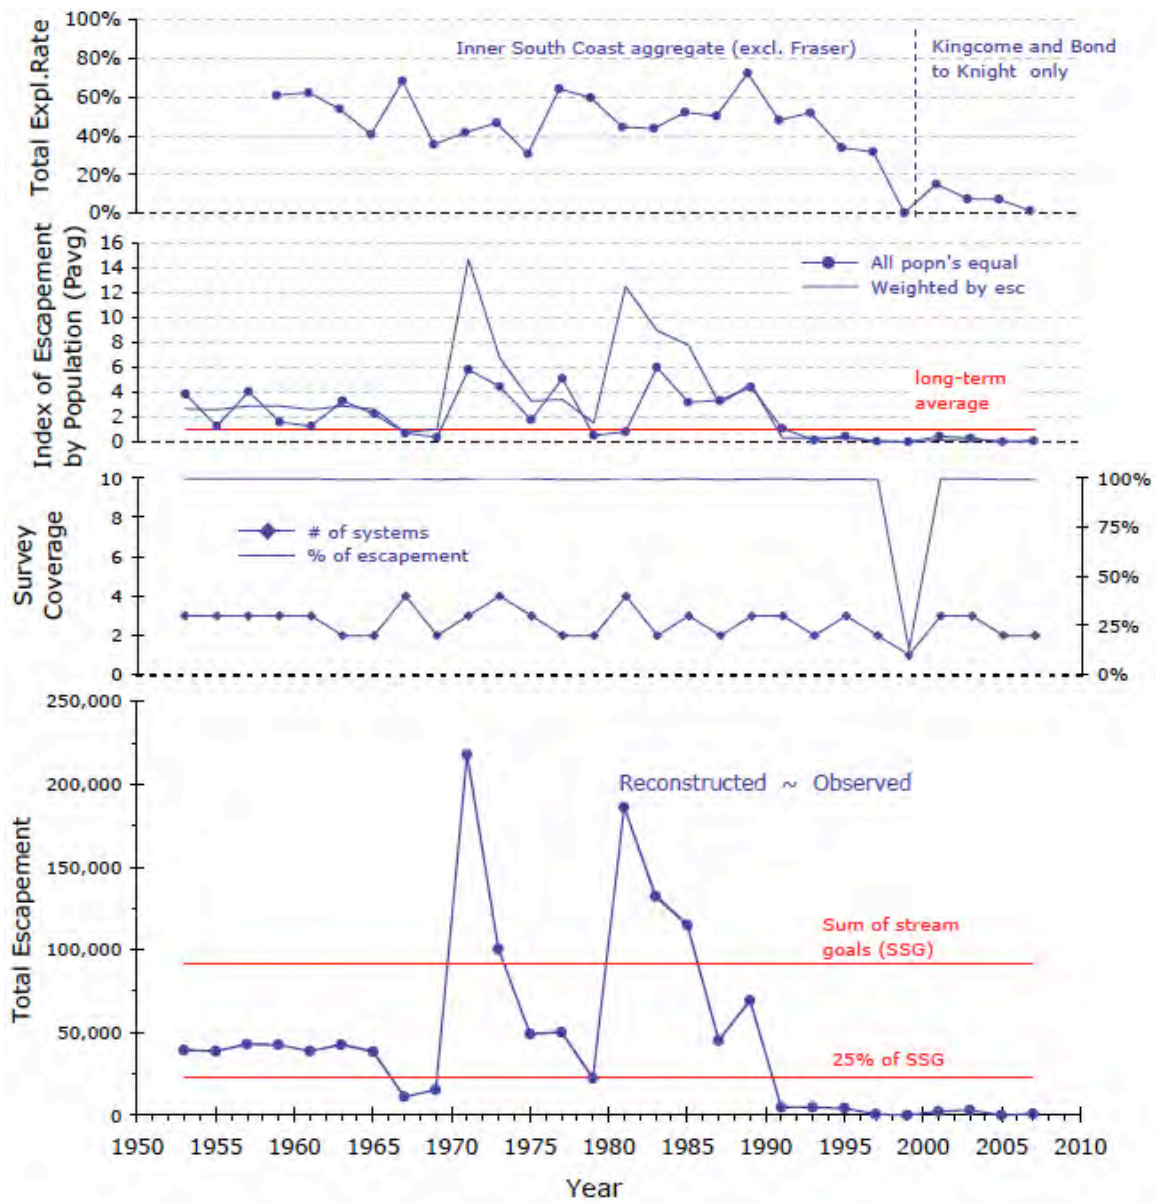 100%
80%
60%
40%
20%
0%
Total Expl.Rate
Inner South Coast aggregate (excl. Fraser)
Kingcome and Bond
to Knight only
16
14
12
10
8
6
4
2
0
Index of Escapement
by Population (Pavg)
All popn's equal
Weighted by esc
long-term
average
10
8
6
4
2
0
Survey
Coverage
# of systems
% of escapement
100%
75%
50%
25%
0%
250,000
200,000
150,000
100,000
50,000
0
Total Escapement
Reconstructed ~ Observed
Sum of stream
goals (SSG)
25% of SSG
1950 1955 1960 1965 1970 1975 1980 1985 1990 1995 2000 2005 2010
Year